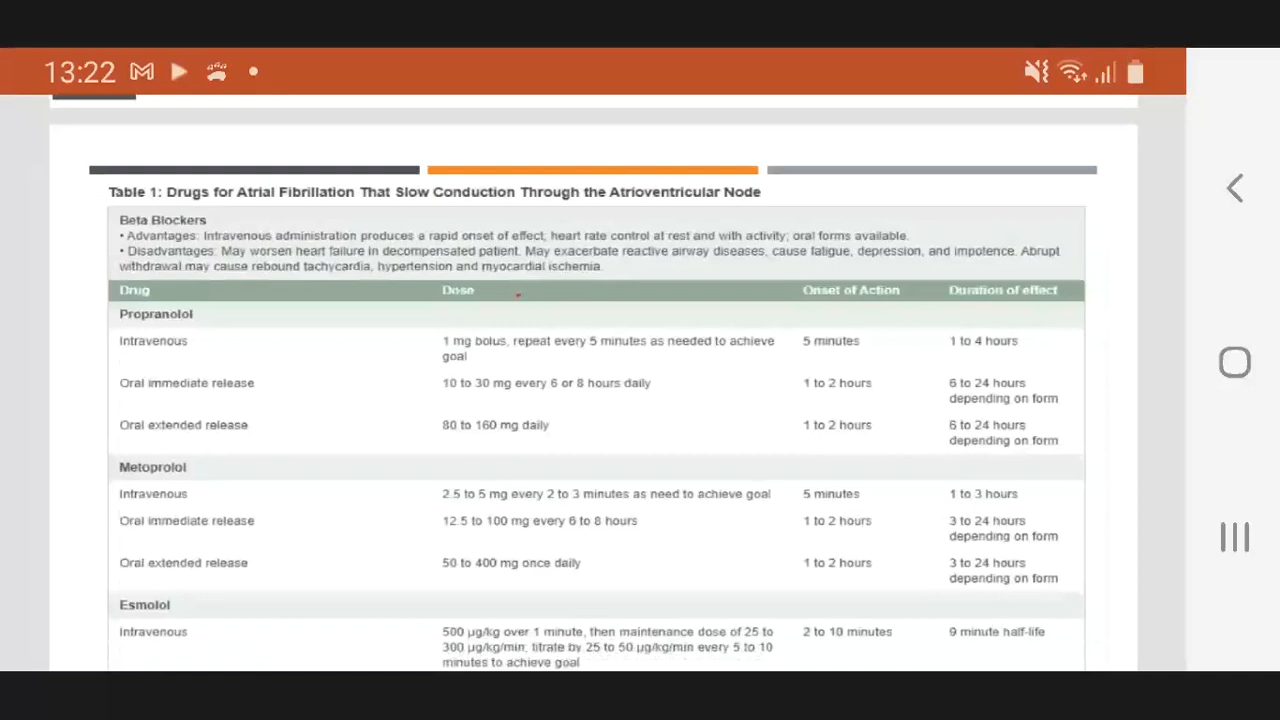 13:22
Table 1: Drugs for Atrial Fibrillation That Slow Conduction Through the Atrioventricular Node
Beta Blockers
• Advantages: Intravenous administration produces a rapid onset of effect, heart rate control at rest and with activity; oral forms available.
• Disadvantages: May worsen heart failure in decompensated patient. May exacerbate reactive airway diseases, cause fatigue, depression, and impotence. Abrupt
withdrawal may cause rebound tachycardia, hypertension and myocardial ischemia.
Drug Dose Onset of Action Duration of effect
Propranolol
Intravenous 1 mg bolus, repeat every 5 minutes as needed to achieve 5 minutes 1 to 4 hours
goal
Oral immediate release 10 to 30 mg every 6 or 8 hours daily 1 to 2 hours 6 to 24 hours
depending on form
Oral extended release 80 to 160 mg daily 1 to 2 hours 6 to 24 hours
depending on form
Metoprolol
Intravenous 2.5 to 5 mg every 2 to 3 minutes as need to achieve goal 5 minutes 1 to 3 hours
Oral immediate release 12.5 to 100 mg every 6 to 8 hours 1 to 2 hours 3 to 24 hours
depending on form
Oral extended release 50 to 400 mg once daily 1 to 2 hours 3 to 24 hours
depending on form
Esmolol
Intravenous 500 µg/kg over 1 minute, then maintenance dose of 25 to 2 to 10 minutes 9 minute half-life
300 µg/kg/min; titrate by 25 to 50 µg/kg/min every 5 to 10
minutes to achieve goal